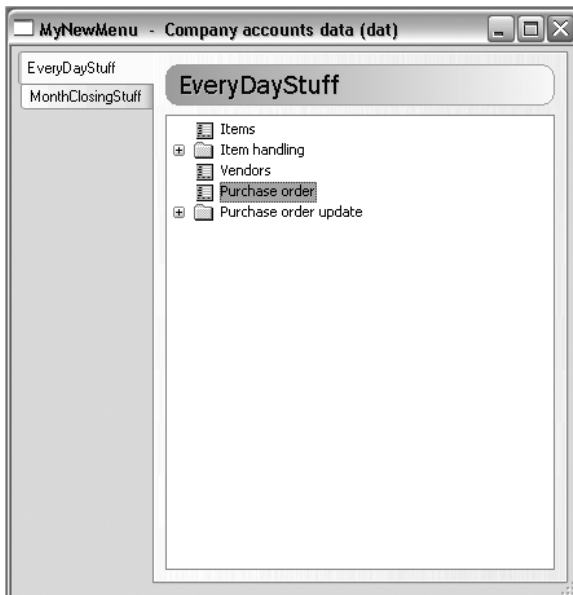 MyNewMenu - Company accounts data (dat)
EveryDayStuff
MonthClosingStuff
EveryDayStuff
Items
Item handling
Vendors
Purchase order
Purchase order update